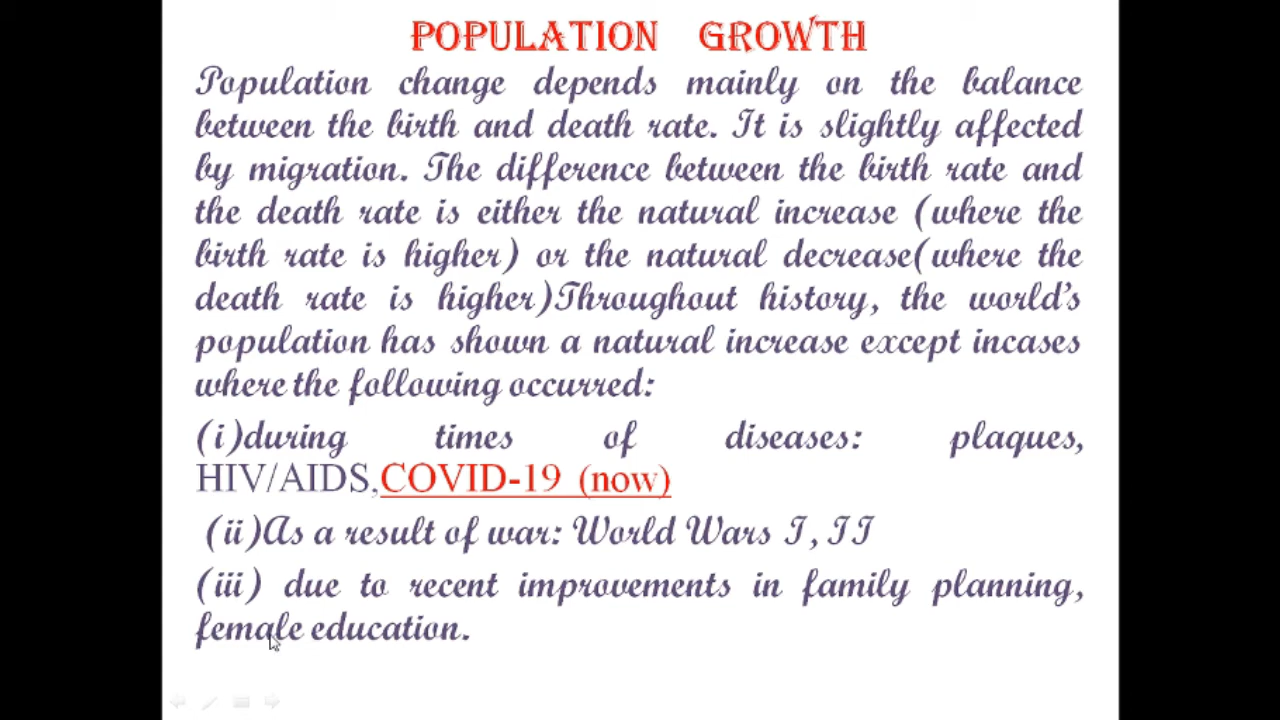 POPULATION GROWTH
Population change depends mainly on the balance
between the birth and death rate. It is slightly affected
by migration. The difference between the birth rate and
the death rate is either the natural increase (where the
birth rate is higher) or the natural decrease(where the
death rate is higher)Throughout history, the world's
population has shown a natural increase except incases
where the following occurred:
(i)during times of diseases: plaques,
HIV/AIDS,COVID-19 (now)
(ii)As a result of war: World Wars I, II
(iii) due to recent improvements in family planning,
female education.